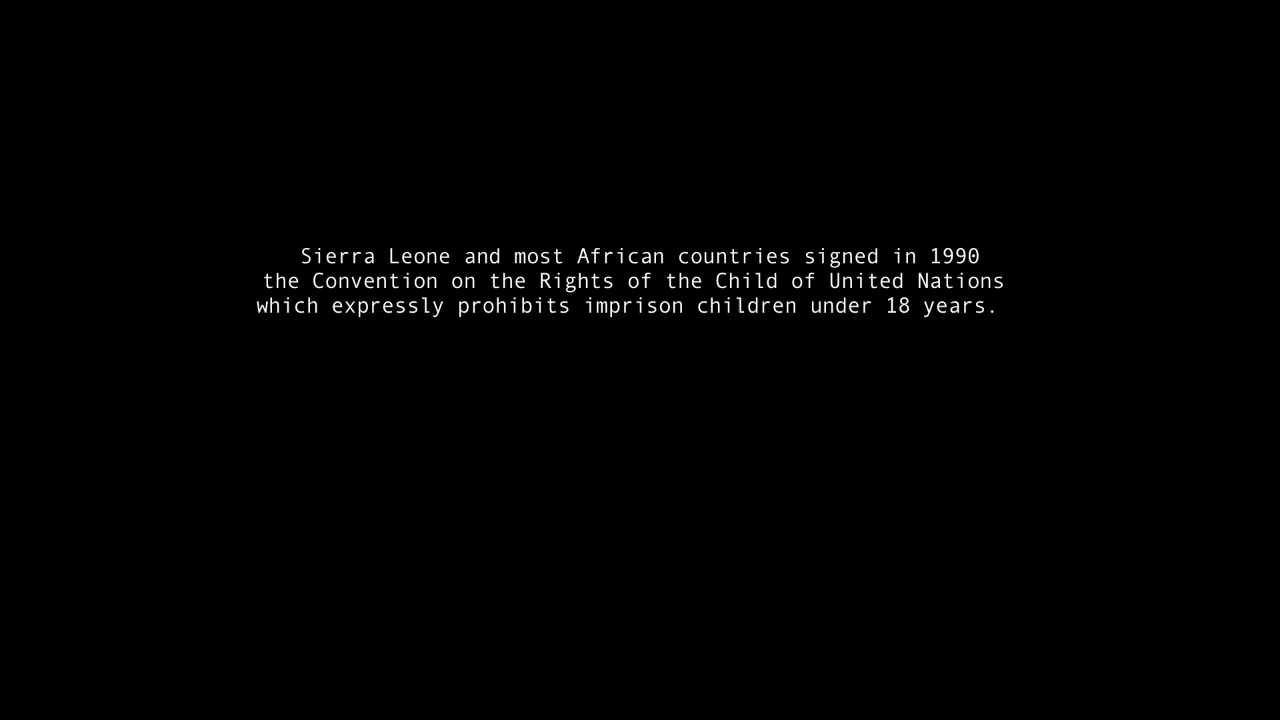 Sierra Leone and most African countries signed in 1990
the Convention on the Rights of the Child of United Nations
which expressly prohibits imprison children under 18 years.